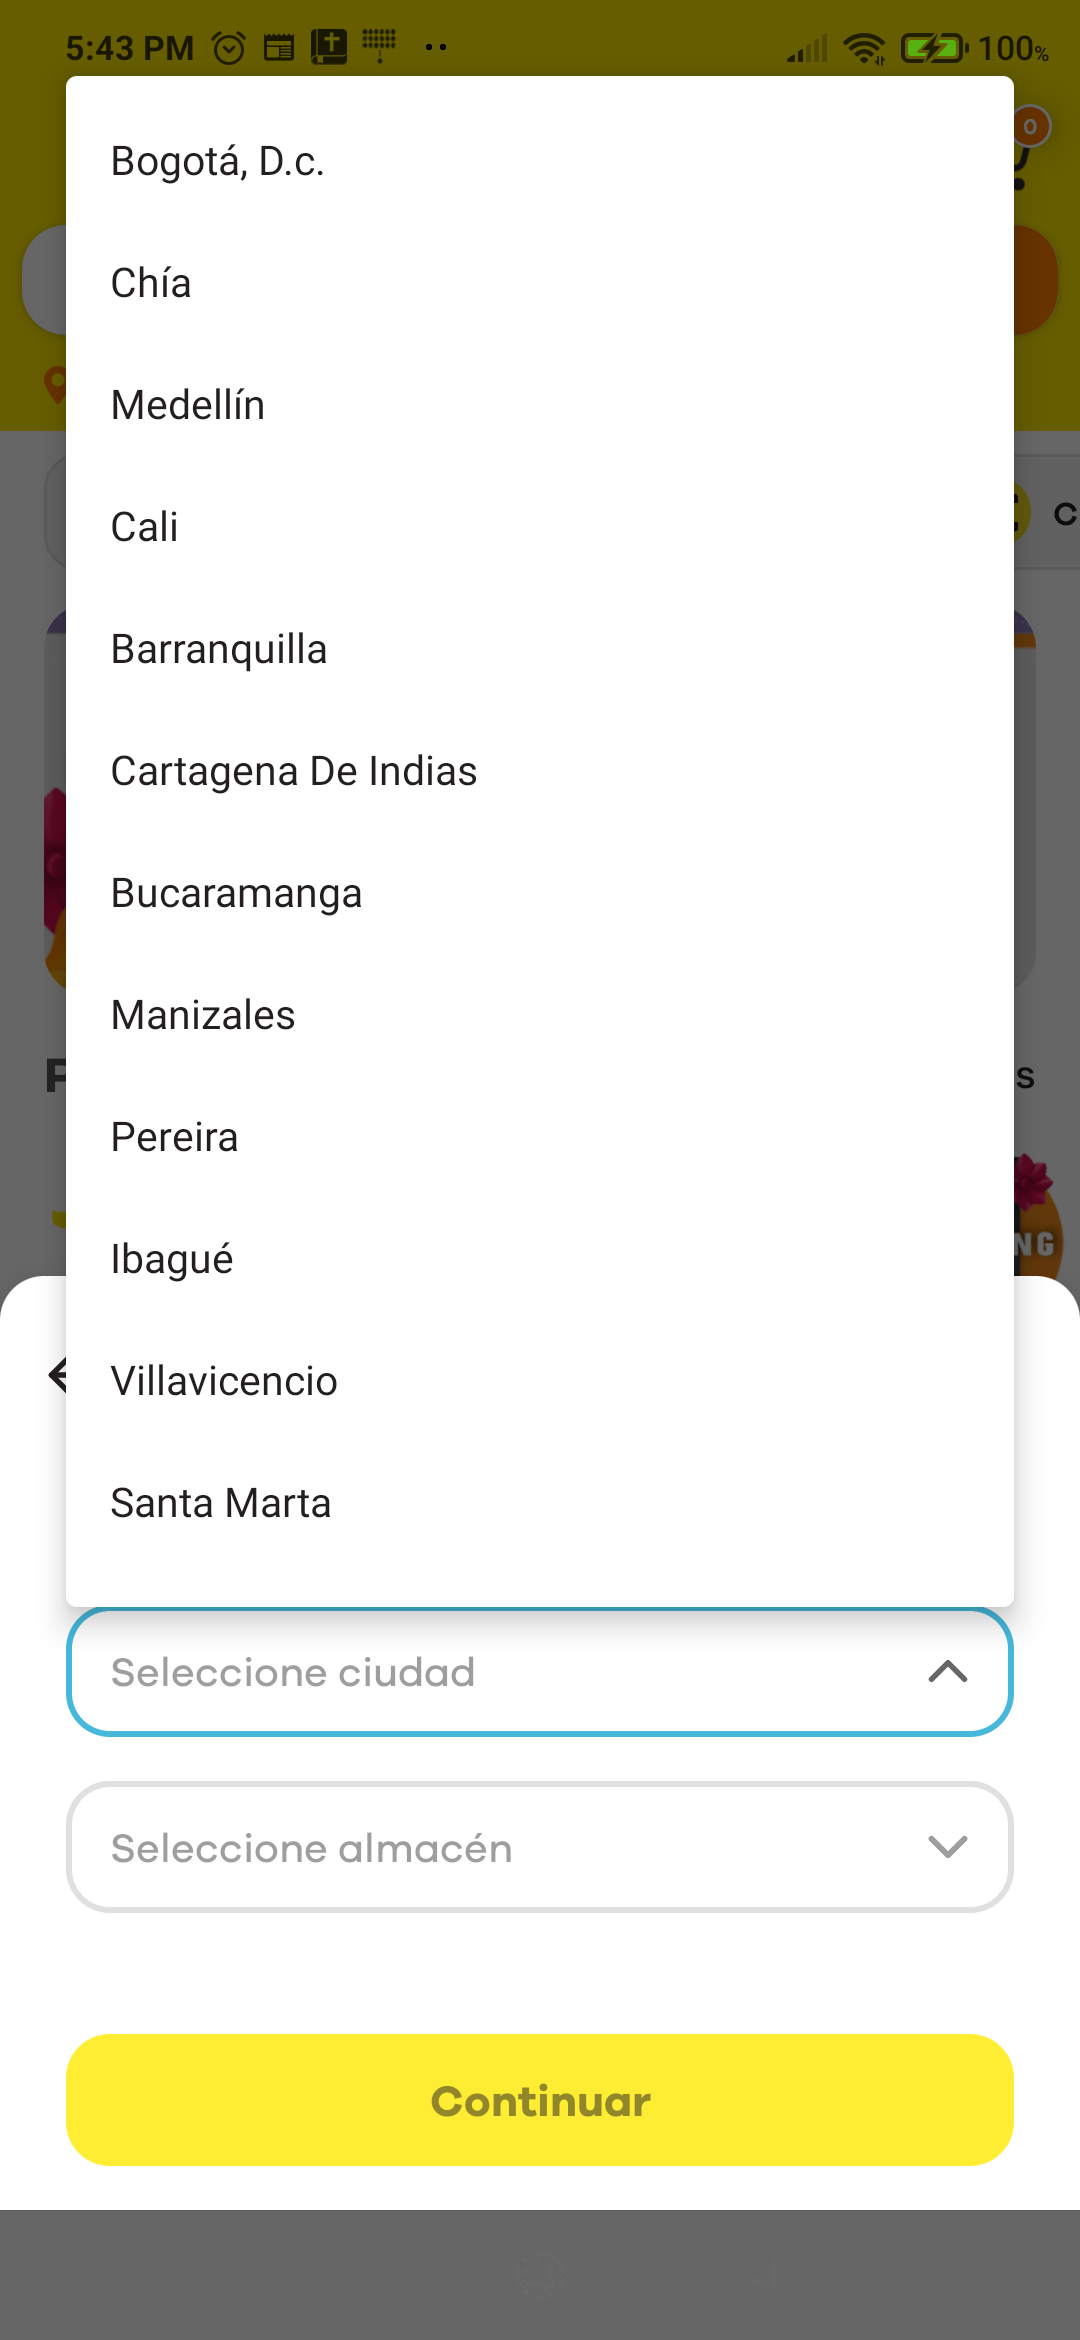 5:43 PM 100%
0
Bogotá, D.c.
Chía
Medellín
Cali
Barranquilla
Cartagena De Indias
Bucaramanga
Manizales
Pereira
Ibagué
Villavicencio
Santa Marta
Seleccione ciudad
Seleccione almacén
Continuar